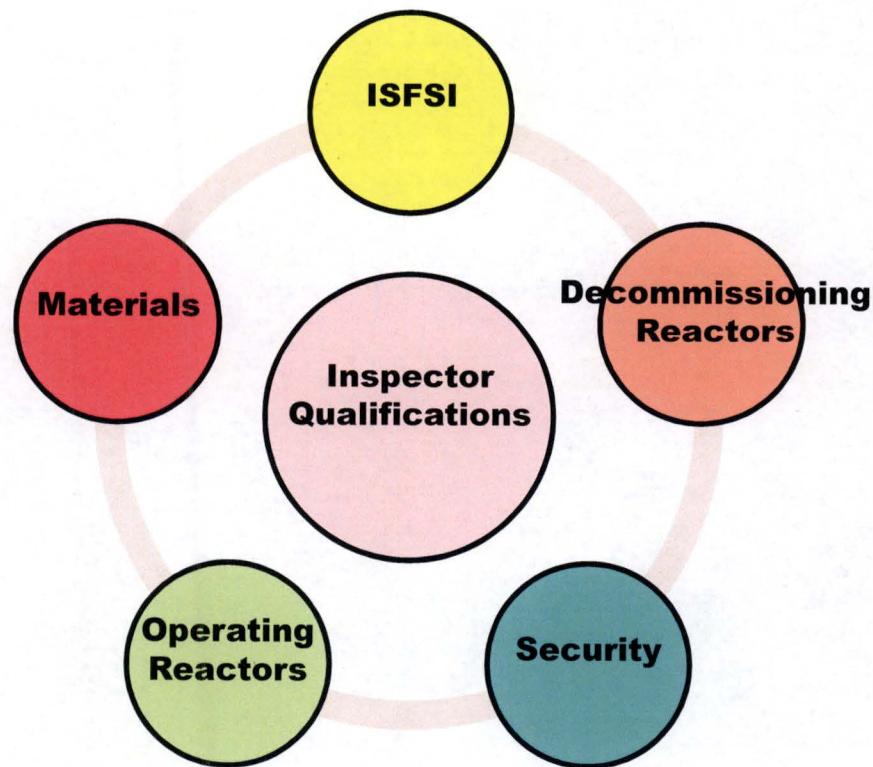 ISFSI
Materials
Decommissioning
Reactors
Inspector
Qualifications
Operating
Reactors
Security